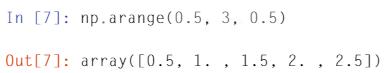 In [7]: np.arange(0.5, 3, 0.5)
Out[7]: array([0.5, 1. , 1.5, 2. , 2.5])